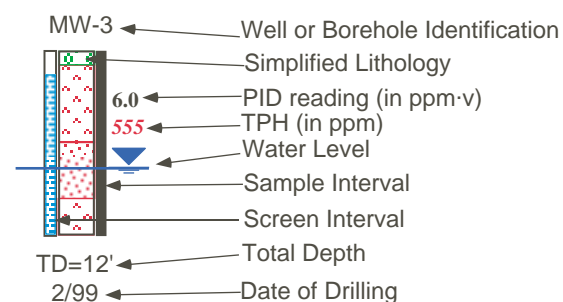 MW-3
Well or Borehole Identification
Simplified Lithology
6.0
PID reading (in ppm·v)
555
TPH (in ppm)
Water Level
Sample Interval
Screen Interval
TD=12'
Total Depth
2/99
Date of Drilling